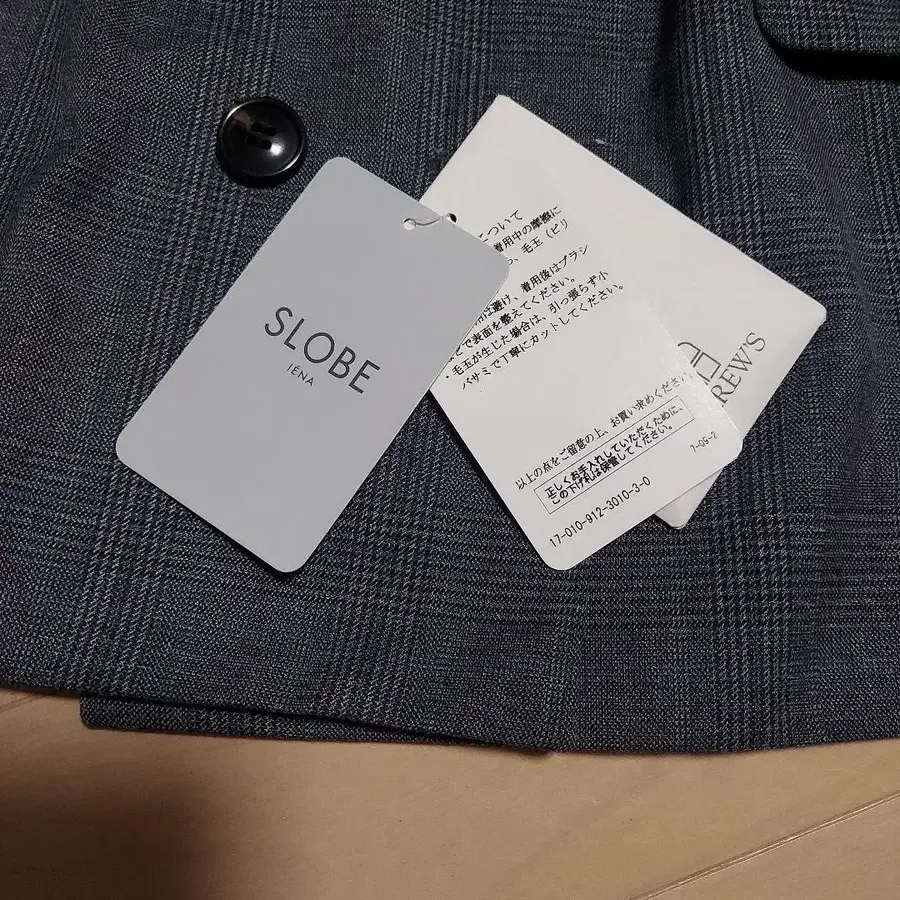 SLOBE
IÉNA
について
着用中の摩擦に
、毛玉（ピリ
は避け、着用後はブラシ
どで表面を整えてください。
・毛玉が生じた場合は、引っ張らず小
バサミで丁寧にカットしてください。
以上の点をご留意の上、お買い求めください
正しくお手入れしていただくために、
この下げ札は保管してください。
7-09-2
17-010-912-3010-3-0
REW'S